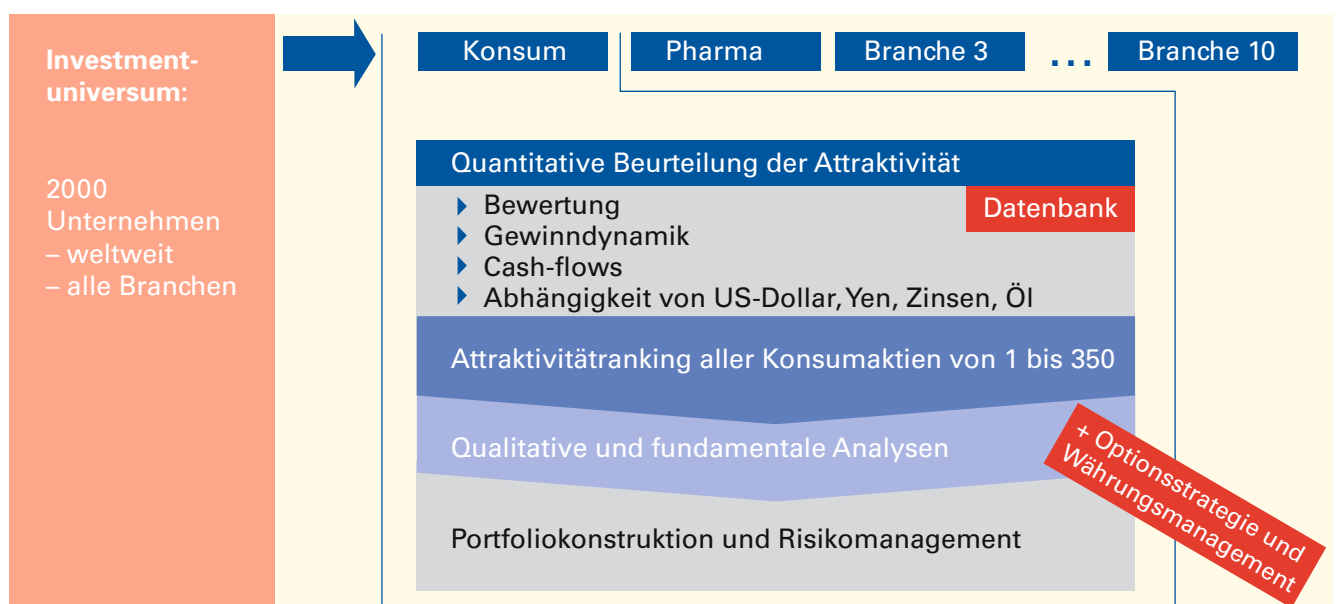 Investment-
universum:
2000
Unternehmen
– weltweit
– alle Branchen
Konsum
Pharma
Branche 3
...
Branche 10
Quantitative Beurteilung der Attraktivität
Datenbank
Bewertung
Gewinndynamik
Cash-flows
Abhängigkeit von US-Dollar, Yen, Zinsen, Öl
Attraktivitätranking aller Konsumaktien von 1 bis 350
Qualitative und fundamentale Analysen
+ Optionsstrategie und
Währungsmanagement
Portfoliokonstruktion und Risikomanagement